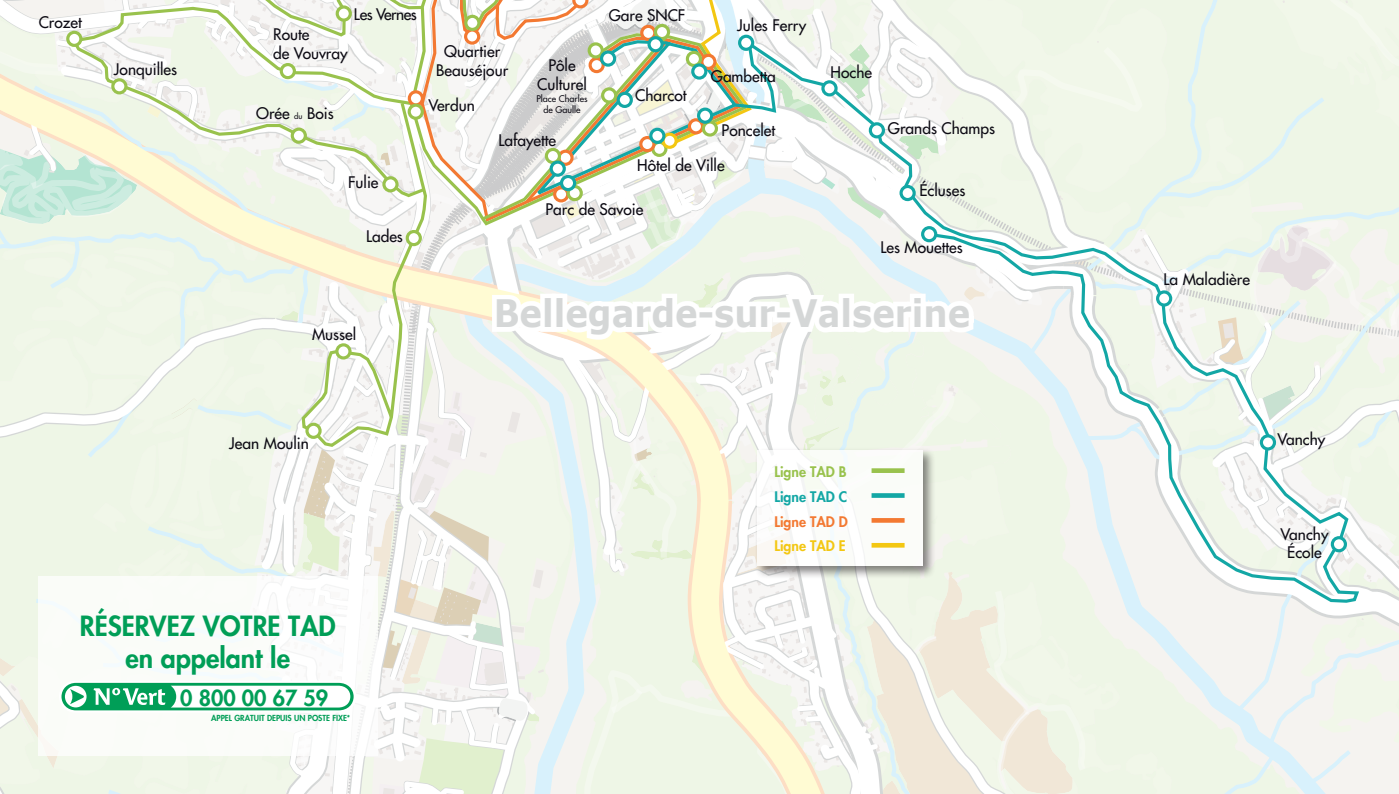 Crozet
Les Vernes
Route
de Vouvray
Jonquilles
Orée du Bois
Fulie
Lades
Verdun
Quartier
Beauséjour
Gare SNCF
Pôle
Culturel
Place Charles
de Gaulle
Charcot
Lafayette
Gambetta
Poncelet
Hôtel de Ville
Parc de Savoie
Jules Ferry
Hoche
Grands Champs
Écluses
Les Mouettes
La Maladière
Bellegarde-sur-Valserine
Mussel
Jean Moulin
Vanchy
Vanchy
École
Ligne TAD B
Ligne TAD C
Ligne TAD D
Ligne TAD E
RÉSERVEZ VOTRE TAD
en appelant le
N° Vert 0 800 00 67 59
APPEL GRATUIT DEPUIS UN POSTE FIXE*